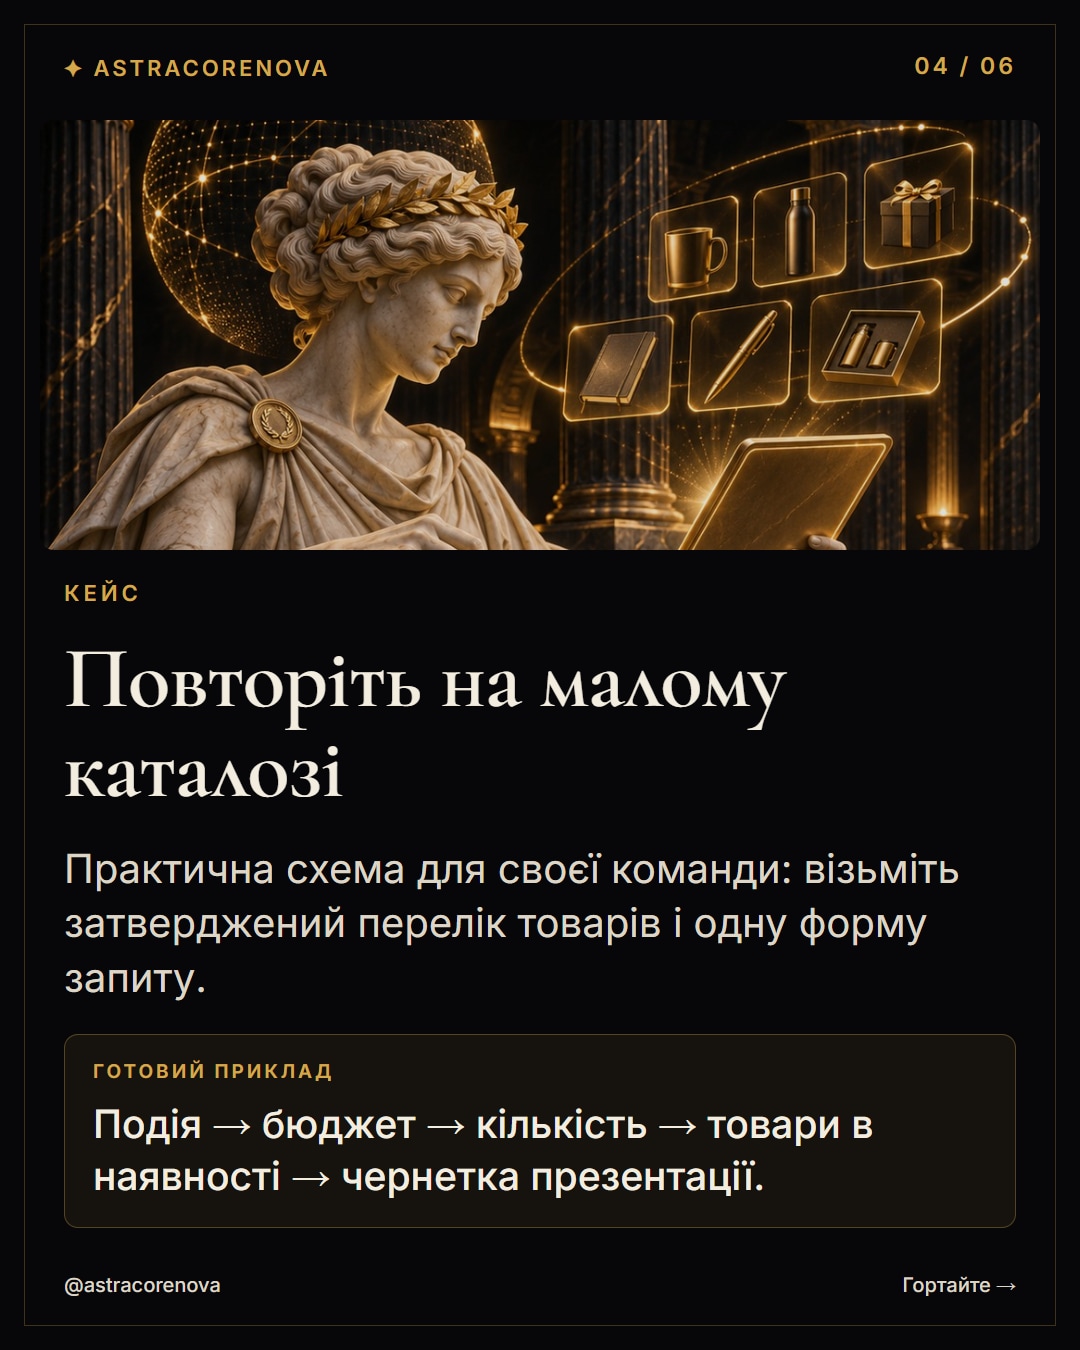 ✦ ASTRACORENOVA
04 / 06
КЕЙС
Повторіть на малому
каталозі
Практична схема для своєї команди: візьміть
затверджений перелік товарів і одну форму
запиту.
ГОТОВИЙ ПРИКЛАД
Подія → бюджет → кількість → товари в
наявності → чернетка презентації.
@astracorenova
Гортайте →